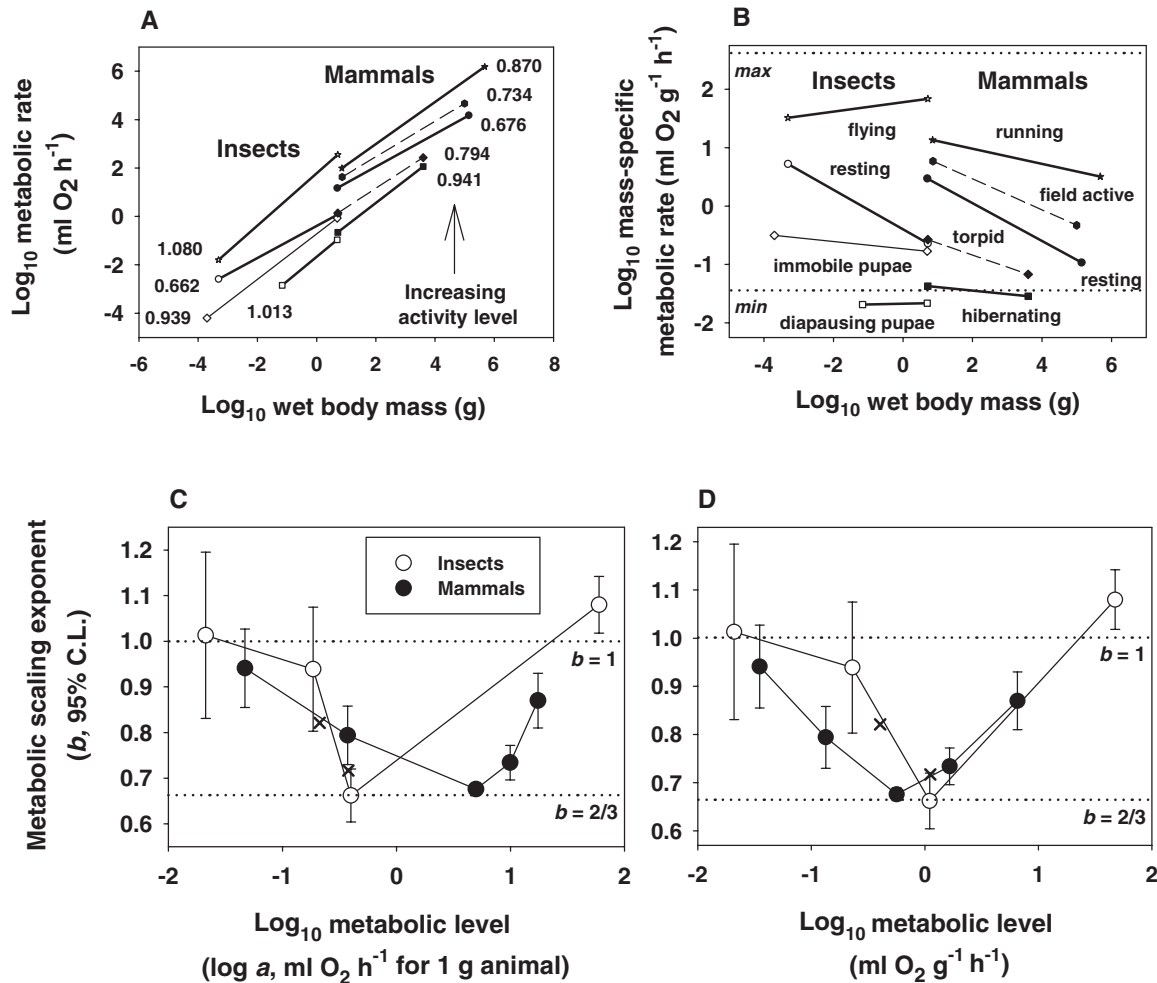 A
Log10 metabolic rate
(ml O2 h-1)
6
4
2
0
-2
-4
Mammals
Insects
0.870
0.734
0.676
0.794
0.941
1.080
0.662
0.939
1.013
Increasing
activity level
-6 -4 -2 0 2 4 6 8
Log10 wet body mass (g)
B
Log10 mass-specific
metabolic rate (ml O2 g-1 h-1)
2
1
0
-1
-2
max
Insects Mammals
flying
running
resting
field active
torpid
immobile pupae
resting
min
diapausing pupae
hibernating
-4 -2 0 2 4 6
Log10 wet body mass (g)
C
Metabolic scaling exponent
(b, 95% C.L.)
1.2
1.1
1.0
0.9
0.8
0.7
0.6
Insects
Mammals
b = 1
b = 2/3
-2 -1 0 1 2
Log10 metabolic level
(log a, ml O2 h-1 for 1 g animal)
D
1.2
1.1
1.0
0.9
0.8
0.7
0.6
b = 1
b = 2/3
-2 -1 0 1 2
Log10 metabolic level
(ml O2 g-1 h-1)